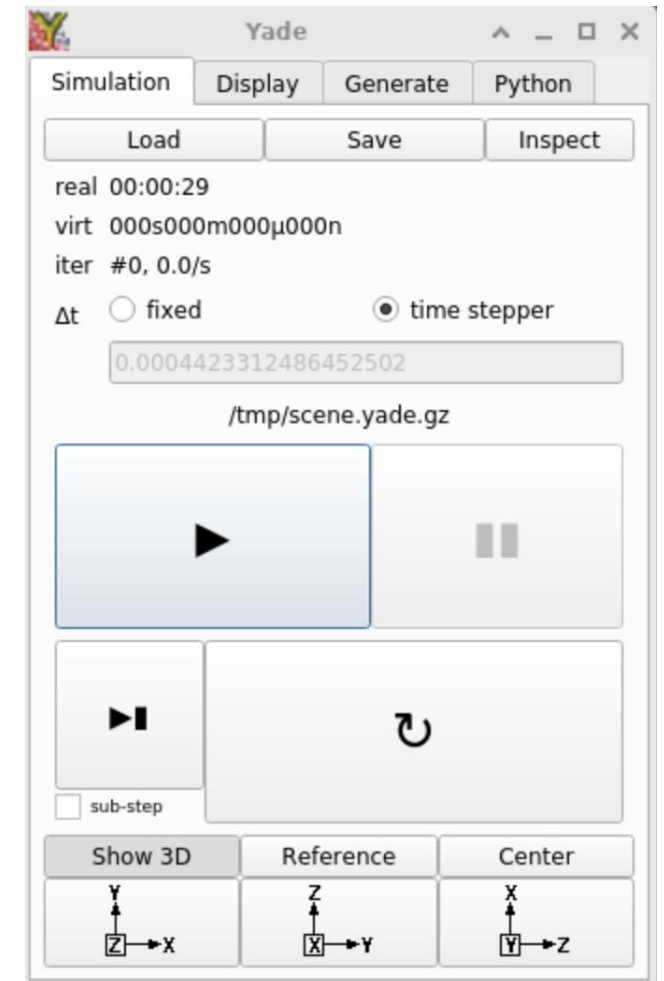 Yade
Simulation Display Generate Python
Load Save Inspect
real 00:00:29
virt 000s000m000µ000n
iter #0, 0.0/s
Δt fixed time stepper
0.0004423312486452502
/tmp/scene.yade.gz
sub-step
Show 3D Reference Center
Y Z X
Z X X Y Y Z